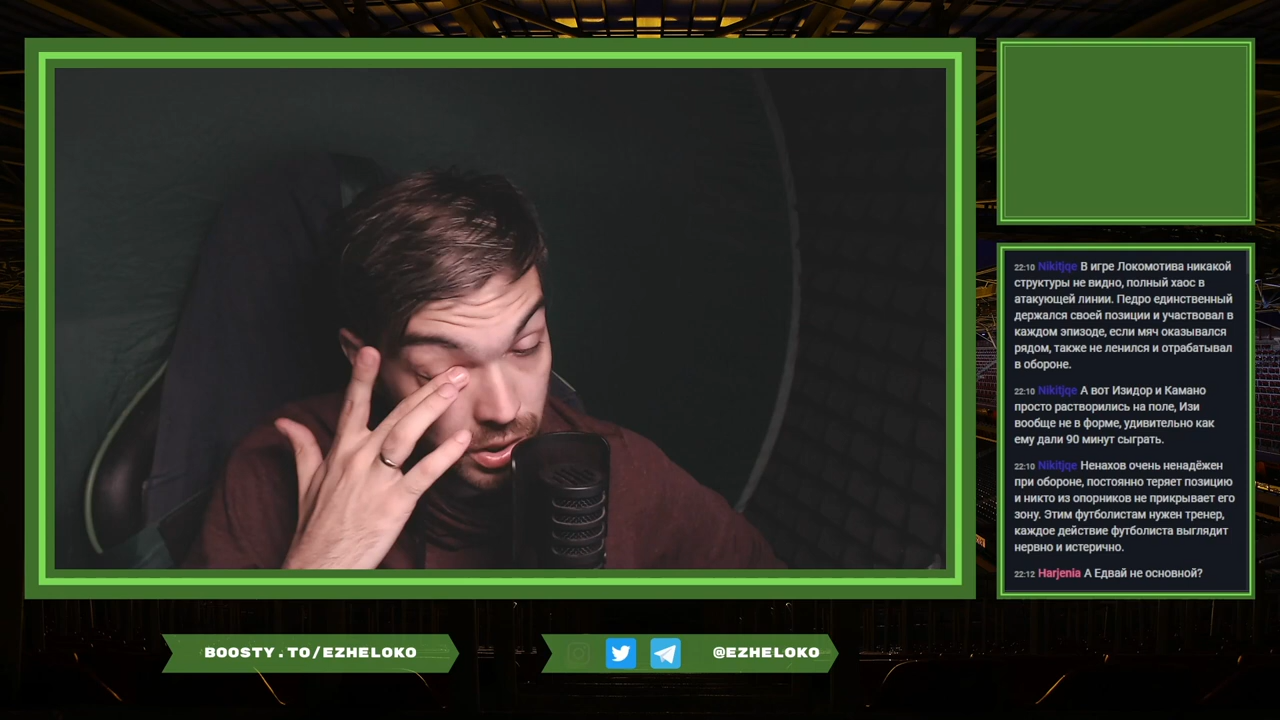 22:10 Nikitjqe В игре Локомотива никакой
структуры не видно, полный хаос в
атакующей линии. Педро единственный
держался своей позиции и участвовал в
каждом эпизоде, если мяч оказывался
рядом, также не ленился и отрабатывал
в обороне.
22:10 Nikitjqe А вот Изидор и Камано
просто растворились на поле, Изи
вообще не в форме, удивительно как
ему дали 90 минут сыграть.
22:10 Nikitjqe Ненахов очень ненадёжен
при обороне, постоянно теряет позицию
и никто из опорников не прикрывает его
зону. Этим футболистам нужен тренер,
каждое действие футболиста выглядит
нервно и истерично.
22:12 Harjenia А Едвай не основной?
BOOSTY.TO/EZHELOKO
@EZHELOKO